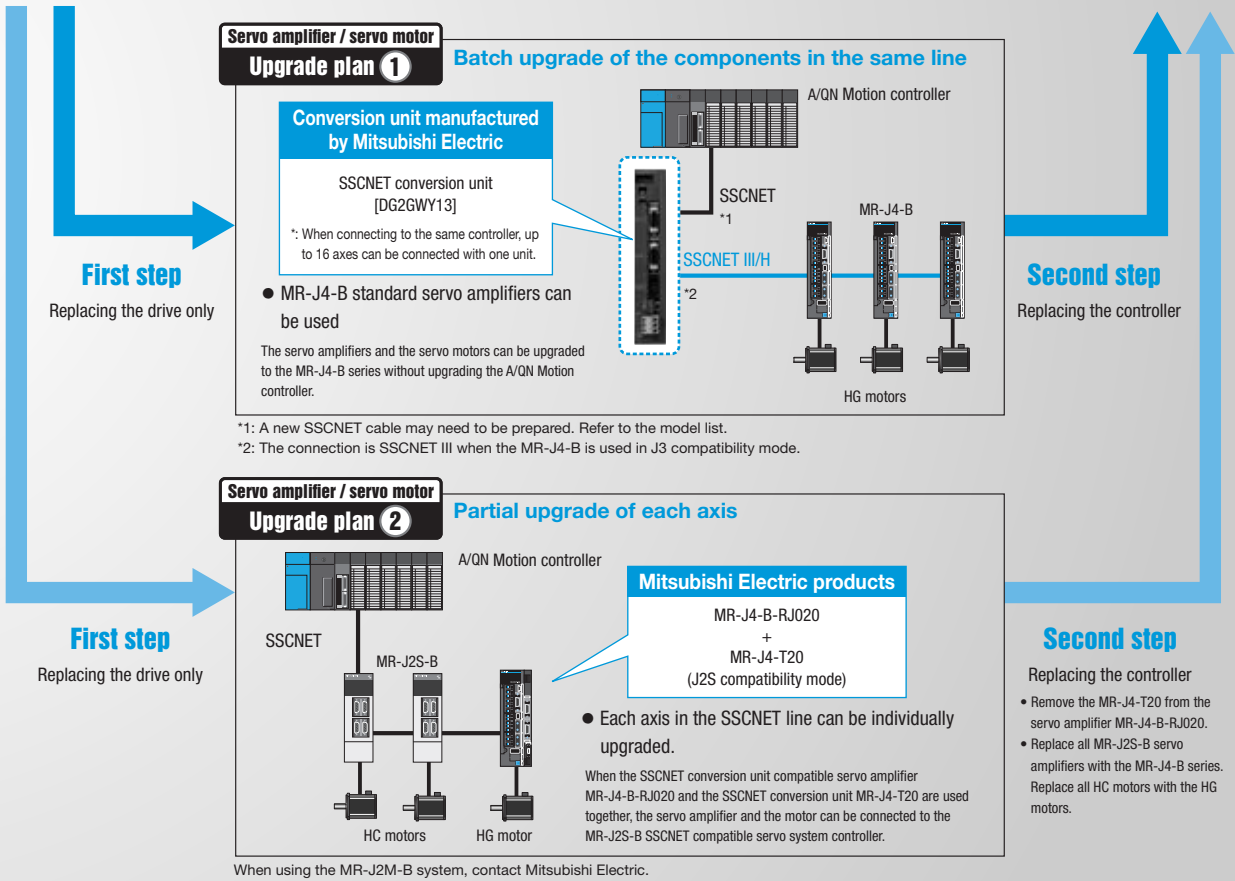 Servo amplifier / servo motor
Upgrade plan 1
Batch upgrade of the components in the same line
A/QN Motion controller
Conversion unit manufactured
by Mitsubishi Electric
SSCNET conversion unit
[DG2GWY13]
*: When connecting to the same controller, up
to 16 axes can be connected with one unit.
SSCNET
*1
MR-J4-B
SSCNET III/H
*2
First step
Replacing the drive only
● MR-J4-B standard servo amplifiers can
be used
The servo amplifiers and the servo motors can be upgraded
to the MR-J4-B series without upgrading the A/QN Motion
controller.
HG motors
Second step
Replacing the controller
*1: A new SSCNET cable may need to be prepared. Refer to the model list.
*2: The connection is SSCNET III when the MR-J4-B is used in J3 compatibility mode.
Servo amplifier / servo motor
Upgrade plan 2
Partial upgrade of each axis
A/QN Motion controller
SSCNET
MR-J2S-B
Mitsubishi Electric products
MR-J4-B-RJ020
+
MR-J4-T20
(J2S compatibility mode)
First step
Replacing the drive only
● Each axis in the SSCNET line can be individually
upgraded.
When the SSCNET conversion unit compatible servo amplifier
MR-J4-B-RJ020 and the SSCNET conversion unit MR-J4-T20 are used
together, the servo amplifier and the motor can be connected to the
MR-J2S-B SSCNET compatible servo system controller.
HC motors
HG motor
Second step
Replacing the controller
• Remove the MR-J4-T20 from the
servo amplifier MR-J4-B-RJ020.
• Replace all MR-J2S-B servo
amplifiers with the MR-J4-B series.
Replace all HC motors with the HG
motors.
When using the MR-J2M-B system, contact Mitsubishi Electric.